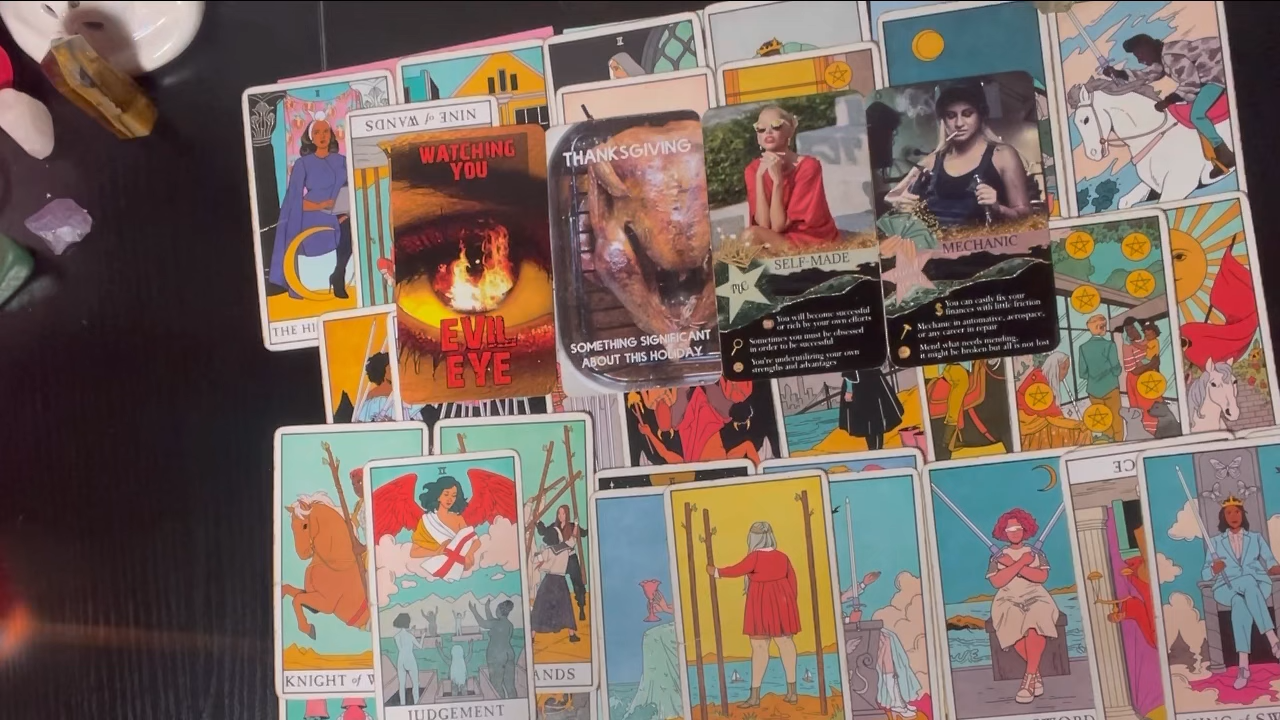 II
II
NINE of WANDS
THE HI
WATCHING
YOU
EVIL
EYE
THANKSGIVING
SOMETHING SIGNIFICANT
ABOUT THIS HOLIDAY
SELF-MADE
You will become successful
or rich by your own efforts
Sometimes you must be obsessed
in order to be successful
You're underutilizing your own
strengths and advantages
MECHANIC
$ You can easily fix your
finances with little friction
Mechanic in automotive, aerospace,
or any career in repair
Mend what needs mending,
it might be broken but all is not lost
KNIGHT of W
JUDGEMENT
ANDS